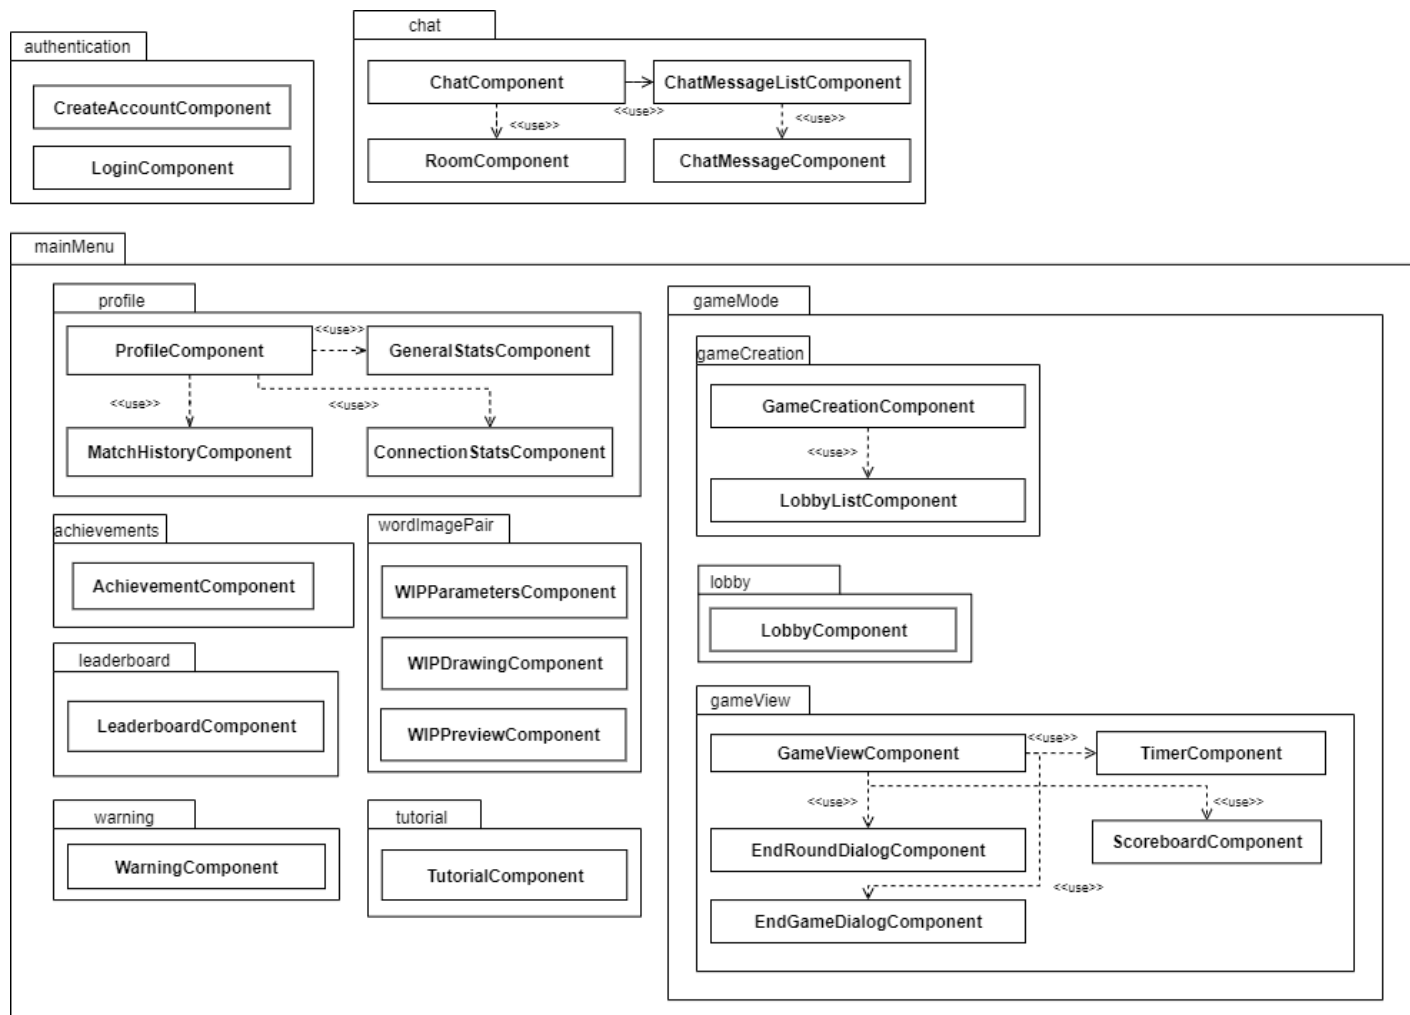 authentication
CreateAccountComponent
LoginComponent
chat
ChatComponent
ChatMessageListComponent
<<use>>
<<use>>
<<use>>
RoomComponent
ChatMessageComponent
mainMenu
profile
ProfileComponent
<<use>>
GeneralStatsComponent
<<use>>
<<use>>
MatchHistoryComponent
ConnectionStatsComponent
achievements
AchievementComponent
wordImagePair
WIPParametersComponent
WIPDrawingComponent
WIPPreviewComponent
leaderboard
LeaderboardComponent
warning
WarningComponent
tutorial
TutorialComponent
gameMode
gameCreation
GameCreationComponent
<<use>>
LobbyListComponent
lobby
LobbyComponent
gameView
GameViewComponent
<<use>>
TimerComponent
<<use>>
<<use>>
EndRoundDialogComponent
ScoreboardComponent
<<use>>
EndGameDialogComponent